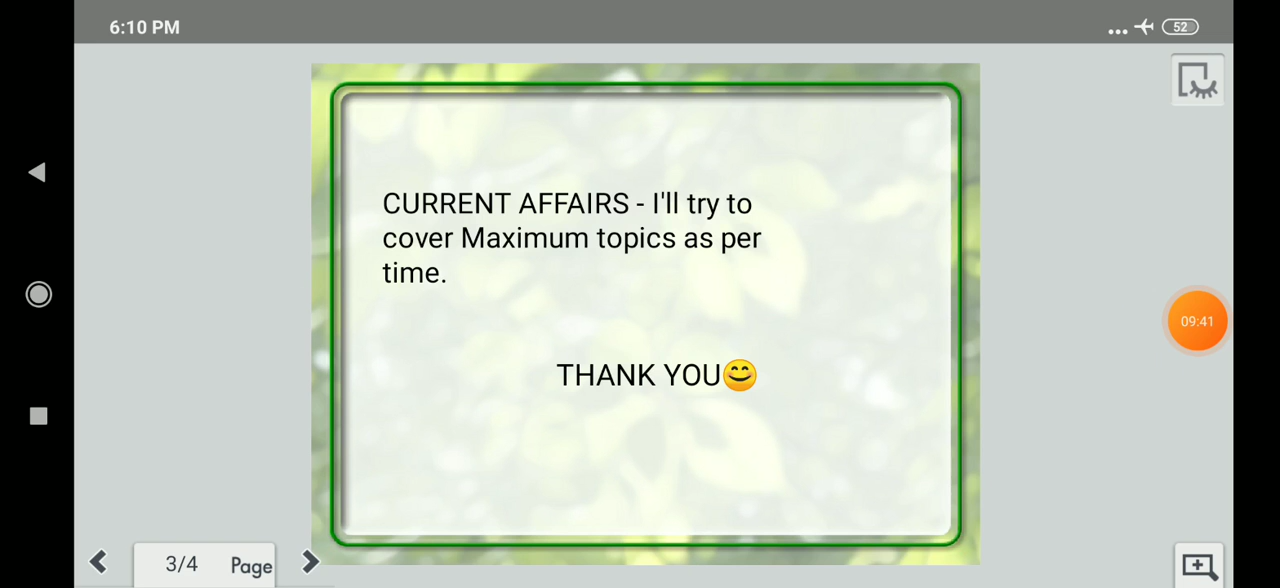 6:10 PM
52
CURRENT AFFAIRS - I'll try to
cover Maximum topics as per
time.
THANK YOU😊
09:41
3/4 Page